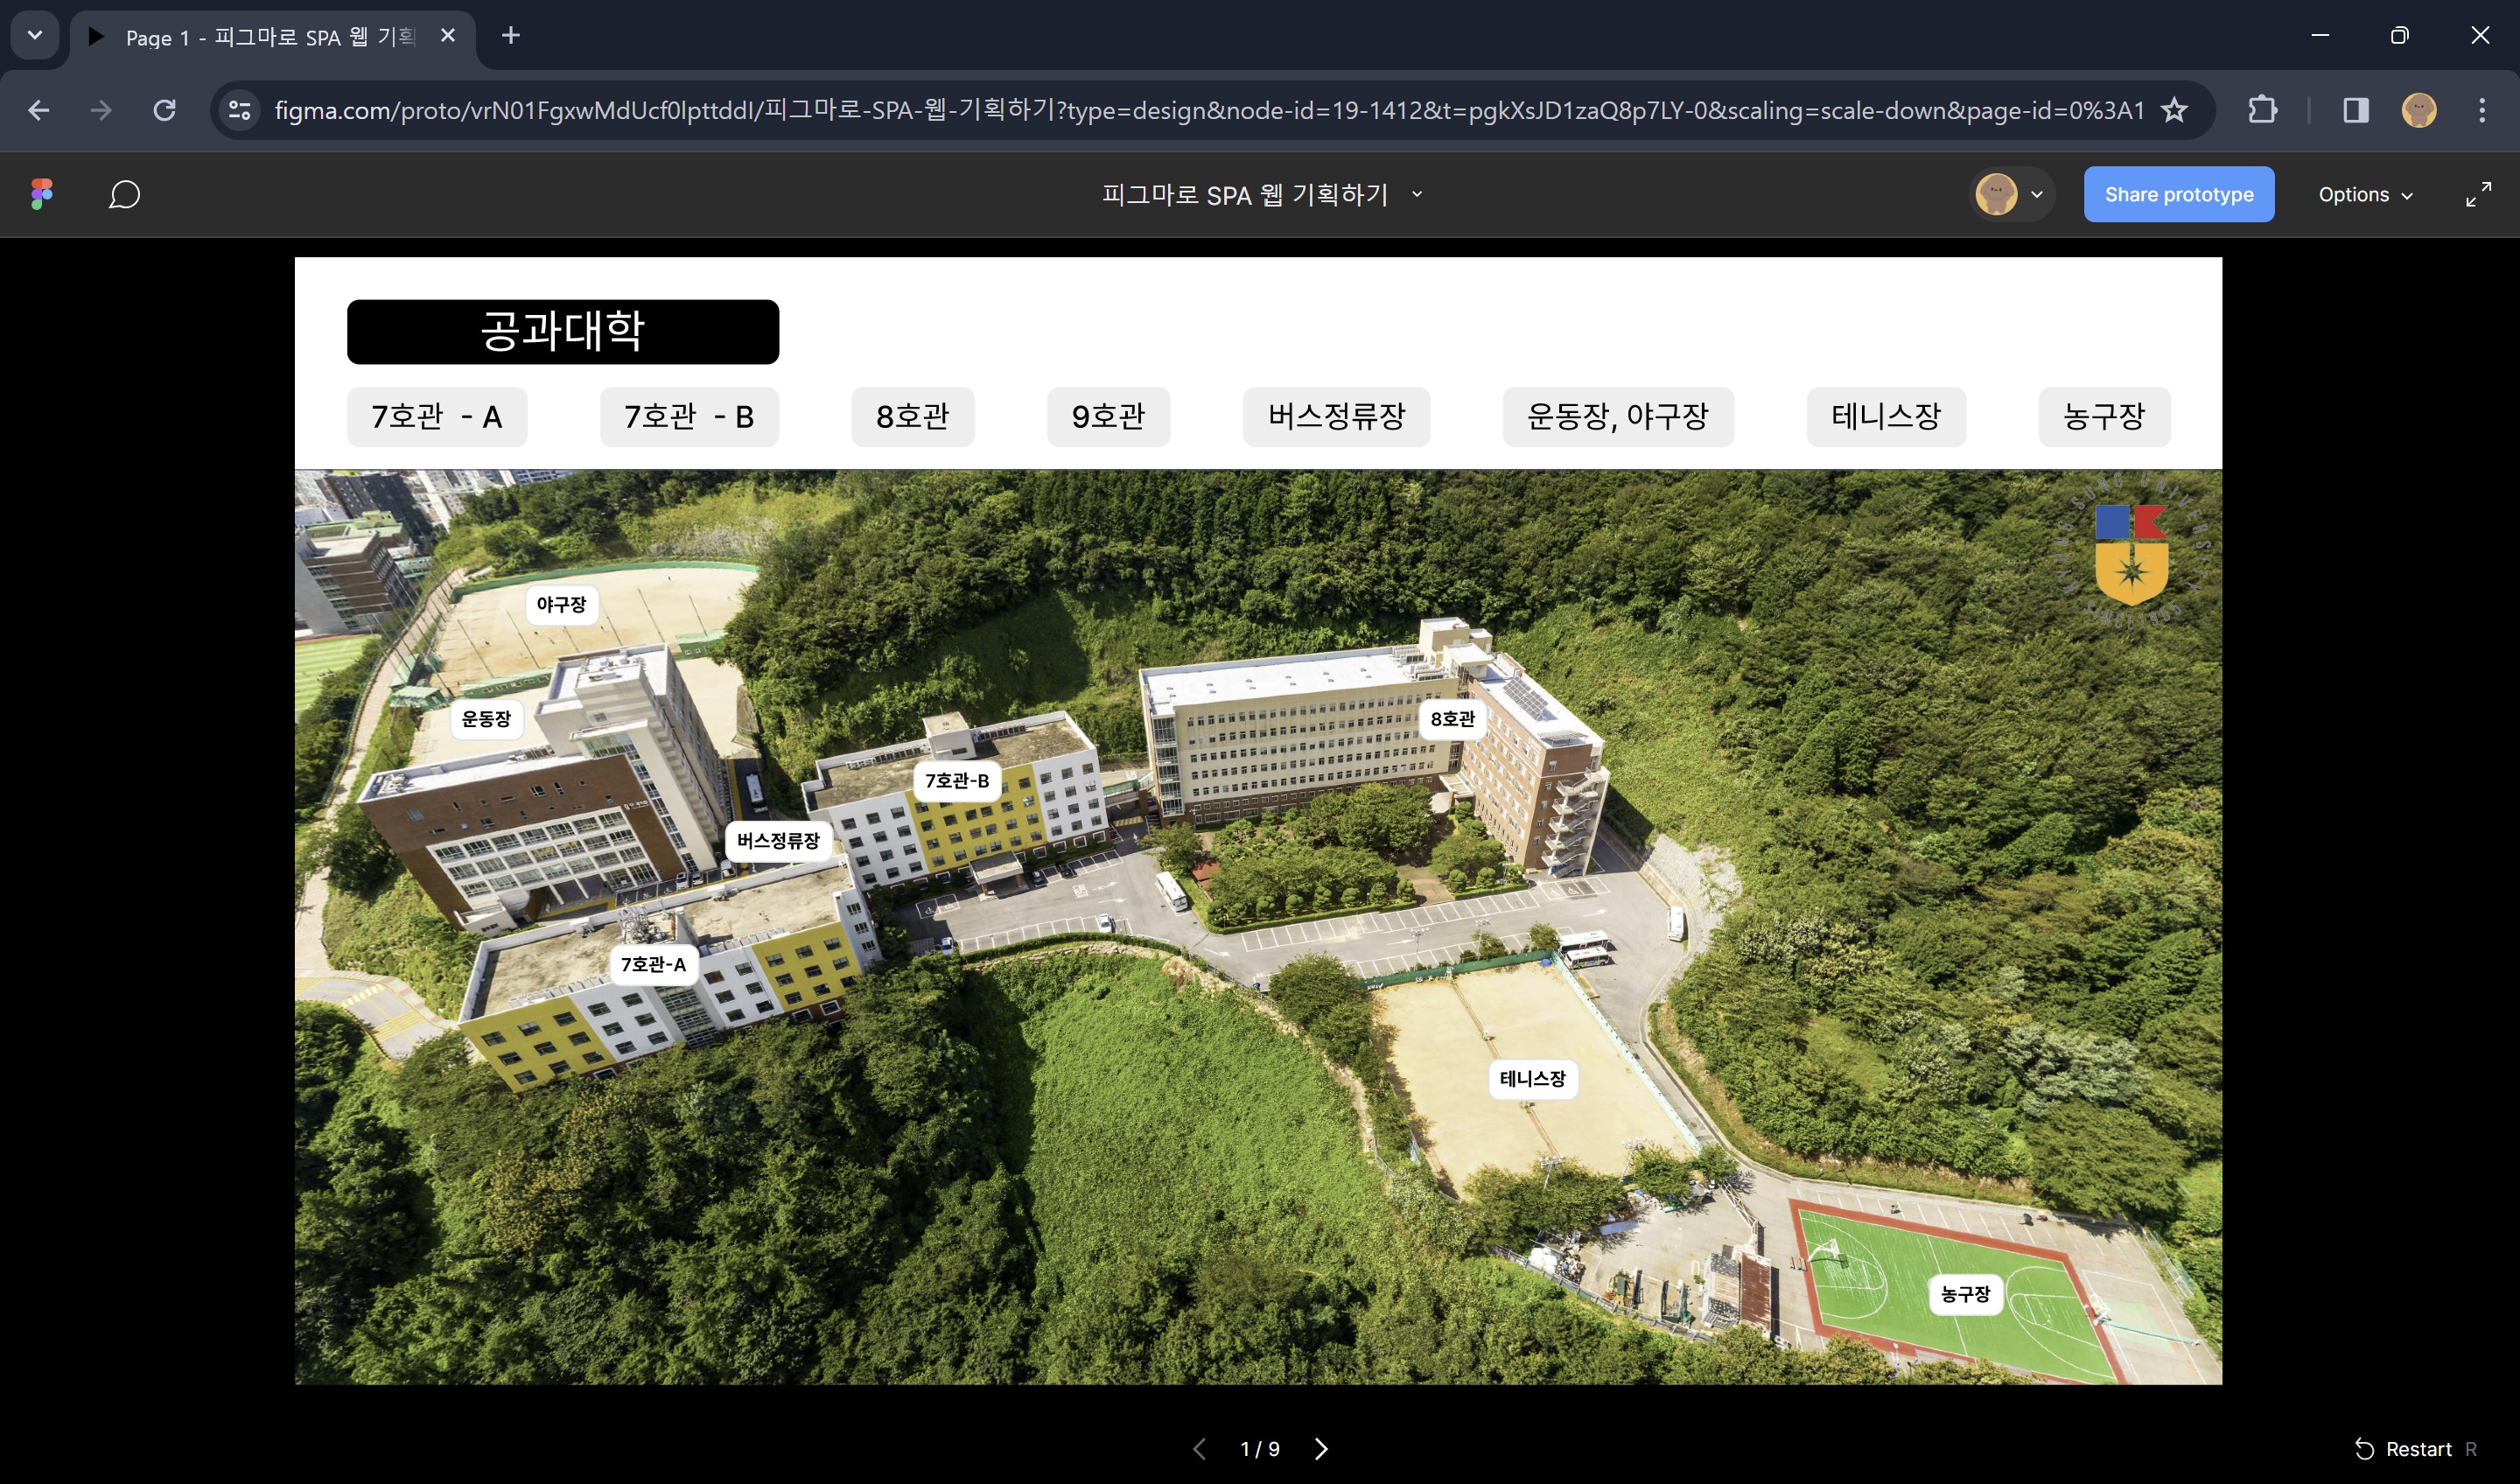 Page 1 - 피그마로 SPA 웹 기획
figma.com/proto/vrN01FgxwMdUcf0lpttddI/피그마로-SPA-웹-기획하기?type=design&node-id=19-1412&t=pgkXsJD1zaQ8p7LY-0&scaling=scale-down&page-id=0%3A1
피그마로 SPA 웹 기획하기
Share prototype
Options
공과대학
7호관 - A
7호관 - B
8호관
9호관
버스정류장
운동장, 야구장
테니스장
농구장
야구장
운동장
8호관
7호관-B
버스정류장
7호관-A
테니스장
농구장
1 / 9
Restart R